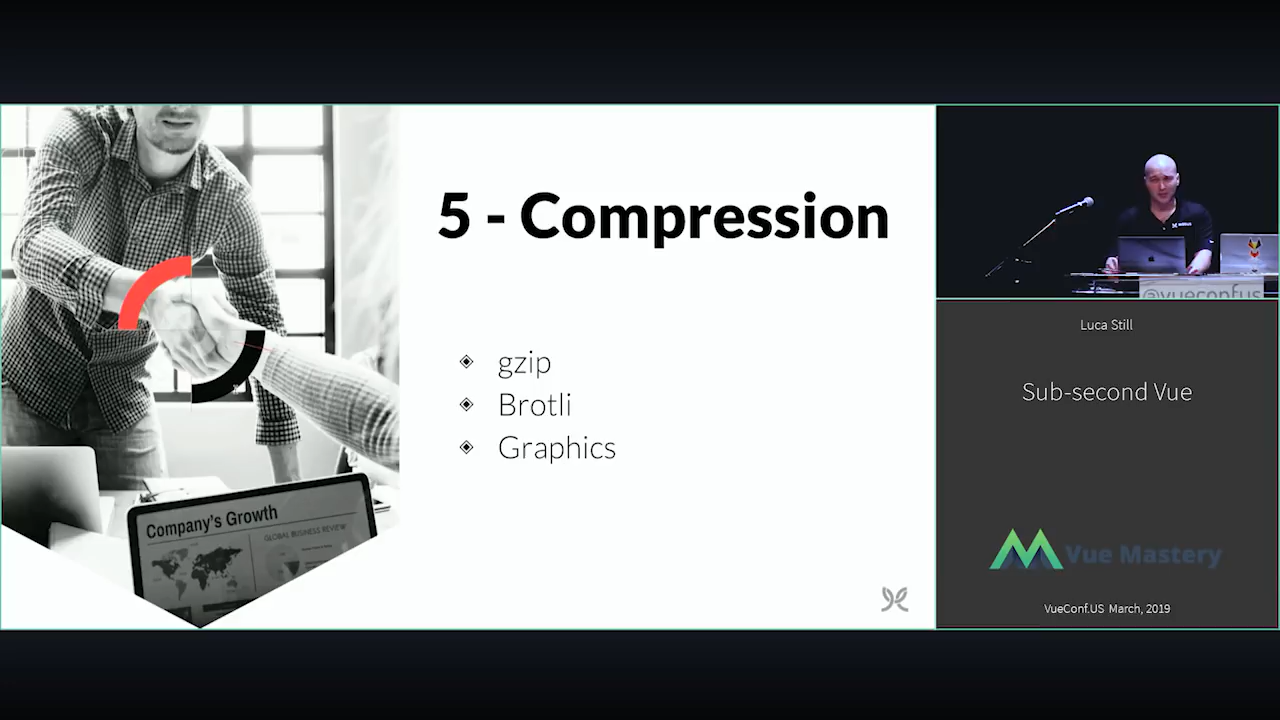 5 - Compression
gzip
Brotli
Graphics
Company's Growth
GLOBAL BUSINESS REVIEW
@vueconfus
Luca Still
Sub-second Vue
Vue Mastery
VueConf.US March, 2019